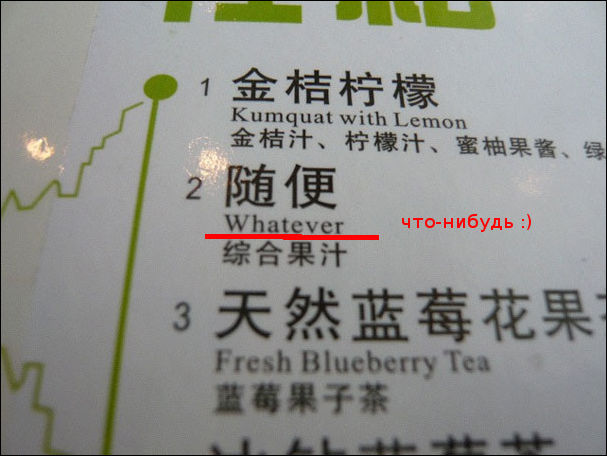 1 金桔柠檬
Kumquat with Lemon
金桔汁、柠檬汁、蜜柚果酱、绿
2 随便
Whatever что-нибудь :)
综合果汁
3 天然蓝莓花果
Fresh Blueberry Tea
蓝莓果子茶